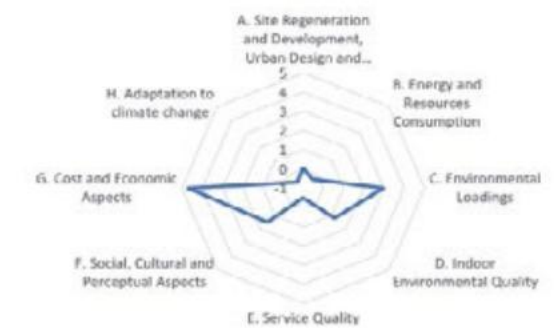 A. Site Regeneration
and Development,
Urban Design and...
5
4
3
2
1
0
-1
B. Energy and
Resources
Consumption
C. Environmental
Loadings
D. Indoor
Environmental Quality
E. Service Quality
F. Social, Cultural and
Perceptual Aspects
G. Cost and Economic
Aspects
H. Adaptation to
climate change